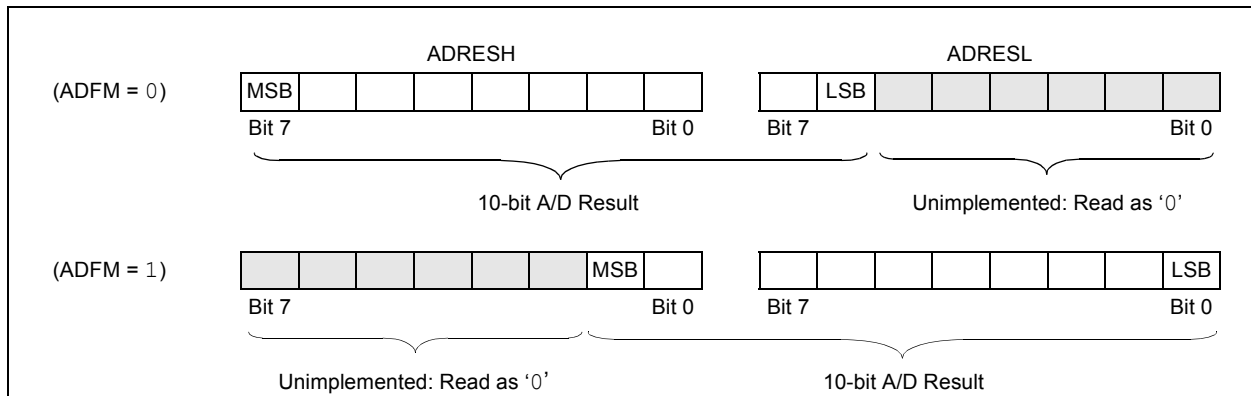 ADRESH ADRESL
(ADFM = 0) MSB LSB
Bit 7 Bit 0 Bit 7 Bit 0
10-bit A/D Result Unimplemented: Read as ‘0’
(ADFM = 1) MSB LSB
Bit 7 Bit 0 Bit 7 Bit 0
Unimplemented: Read as ‘0’ 10-bit A/D Result